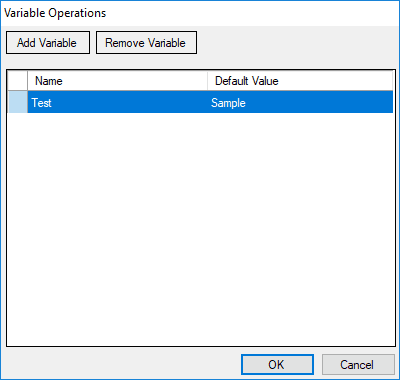 Variable Operations
Add Variable Remove Variable
Name Default Value
Test Sample
OK Cancel